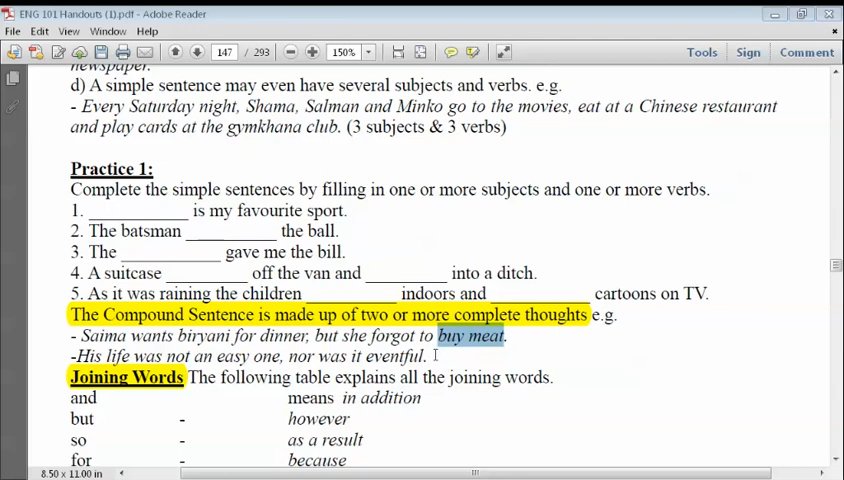 ENG 101 Handouts (1).pdf - Adobe Reader
File Edit View Window Help
147 / 293 150% Tools Sign Comment
newspaper.
d) A simple sentence may even have several subjects and verbs. e.g.
- Every Saturday night, Shama, Salman and Minko go to the movies, eat at a Chinese restaurant
and play cards at the gymkhana club. (3 subjects & 3 verbs)
Practice 1:
Complete the simple sentences by filling in one or more subjects and one or more verbs.
1. ___________ is my favourite sport.
2. The batsman __________ the ball.
3. The ___________ gave me the bill.
4. A suitcase _________ off the van and _________ into a ditch.
5. As it was raining the children __________ indoors and ___________ cartoons on TV.
The Compound Sentence is made up of two or more complete thoughts e.g.
- Saima wants biryani for dinner, but she forgot to buy meat.
-His life was not an easy one, nor was it eventful.
Joining Words The following table explains all the joining words.
and means in addition
but - however
so - as a result
for - because
8.50 x 11.00 in